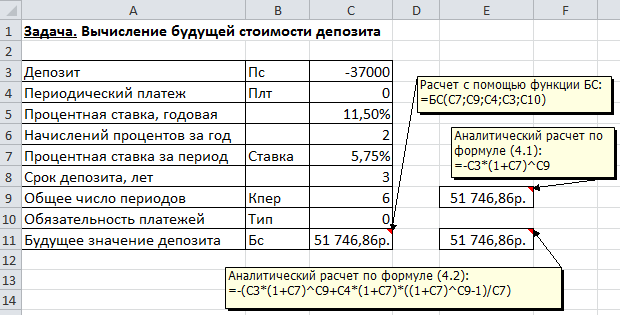 A B C D E F
1 Задача. Вычисление будущей стоимости депозита
2
3 Депозит Пс -37000
4 Периодический платеж Плт 0
5 Процентная ставка, годовая 11,50%
6 Начислений процентов за год 2
7 Процентная ставка за период Ставка 5,75%
8 Срок депозита, лет 3
9 Общее число периодов Кпер 6 51 746,86р.
10 Обязательность платежей Тип 0
11 Будущее значение депозита Бс 51 746,86р. 51 746,86р.
12
13
14
Расчет с помощью функции БС:
=БС(C7;C9;C4;C3;C10)
Аналитический расчет по
формуле (4.1):
=-C3*(1+C7)^C9
Аналитический расчет по формуле (4.2):
=-(C3*(1+C7)^C9+C4*(1+C7)*((1+C7)^C9-1)/C7)